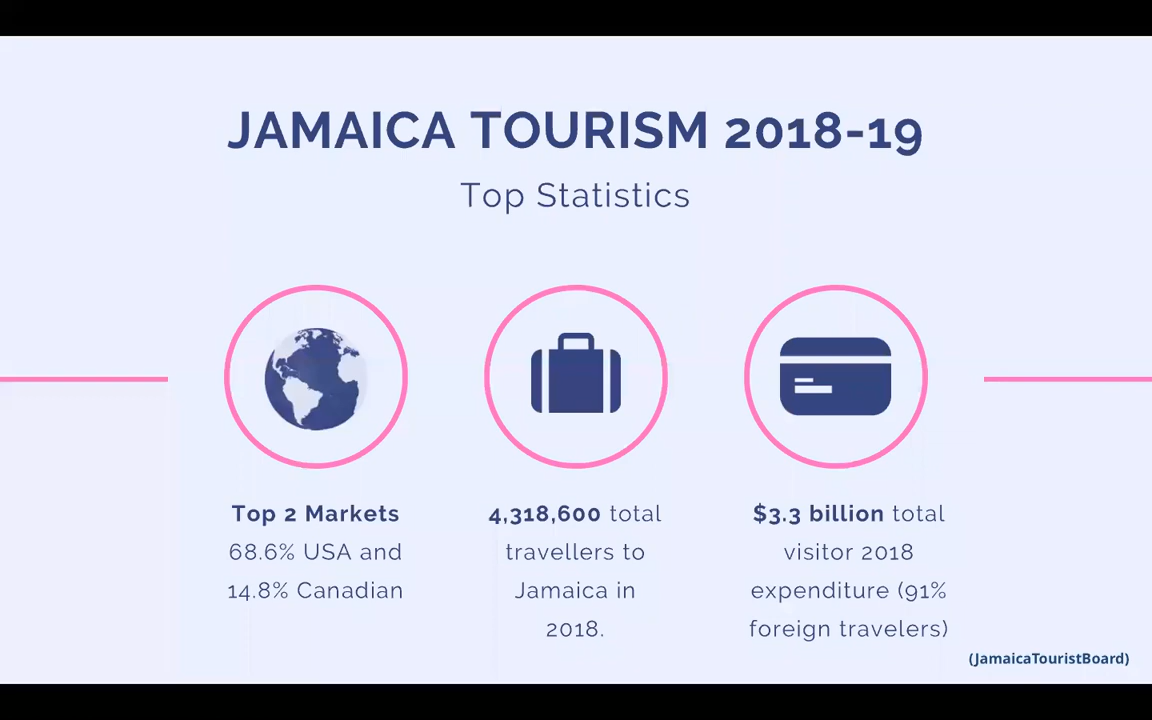 JAMAICA TOURISM 2018-19
Top Statistics
Top 2 Markets
68.6% USA and
14.8% Canadian
4,318,600 total
travellers to
Jamaica in
2018.
$3.3 billion total
visitor 2018
expenditure (91%
foreign travelers)
(JamaicaTouristBoard)